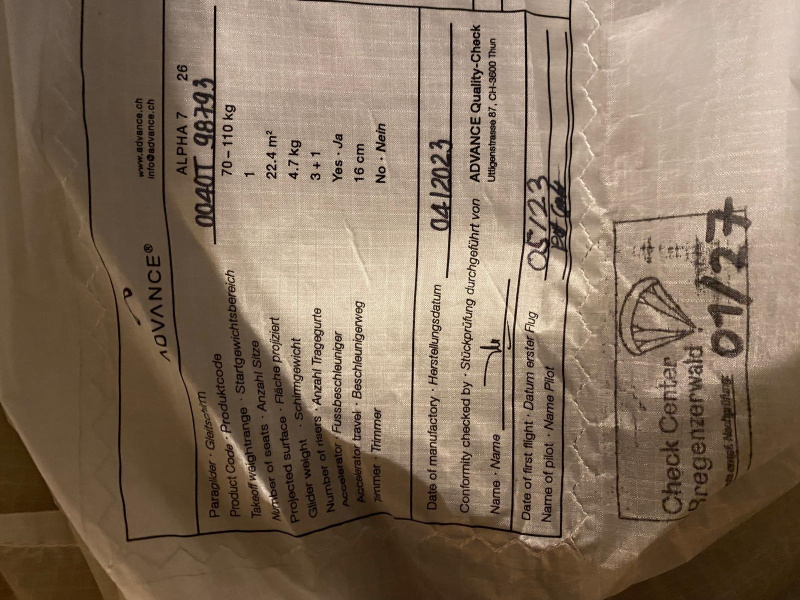 ADVANCE®
www.advance.ch
info@advance.ch
Paraglider · Gleitschirm ALPHA 7 26
Product Code · Produktcode 0040T 98793
Takeoff weightrange · Startgewichtsbereich 70–110 kg
Number of seats · Anzahl Sitze 1
Projected surface · Fläche projiziert 22.4 m²
Glider weight · Schirmgewicht 4.7 kg
Number of risers · Anzahl Tragegurte 3+1
Accelerator · Fussbeschleuniger Yes · Ja
Accelerator travel · Beschleunigerweg 16 cm
Trimmer · Trimmer No · Nein
Date of manufactory · Herstellungsdatum 04/2023
Conformity checked by · Stückprüfung durchgeführt von ADVANCE Quality-Check
Uttigenstrasse 87, CH-3600 Thun
Name · Name
Date of first flight · Datum erster Flug 05/23
Name of pilot · Name Pilot
Check Center
Bregenzerwald
Nachprüfung 01/27